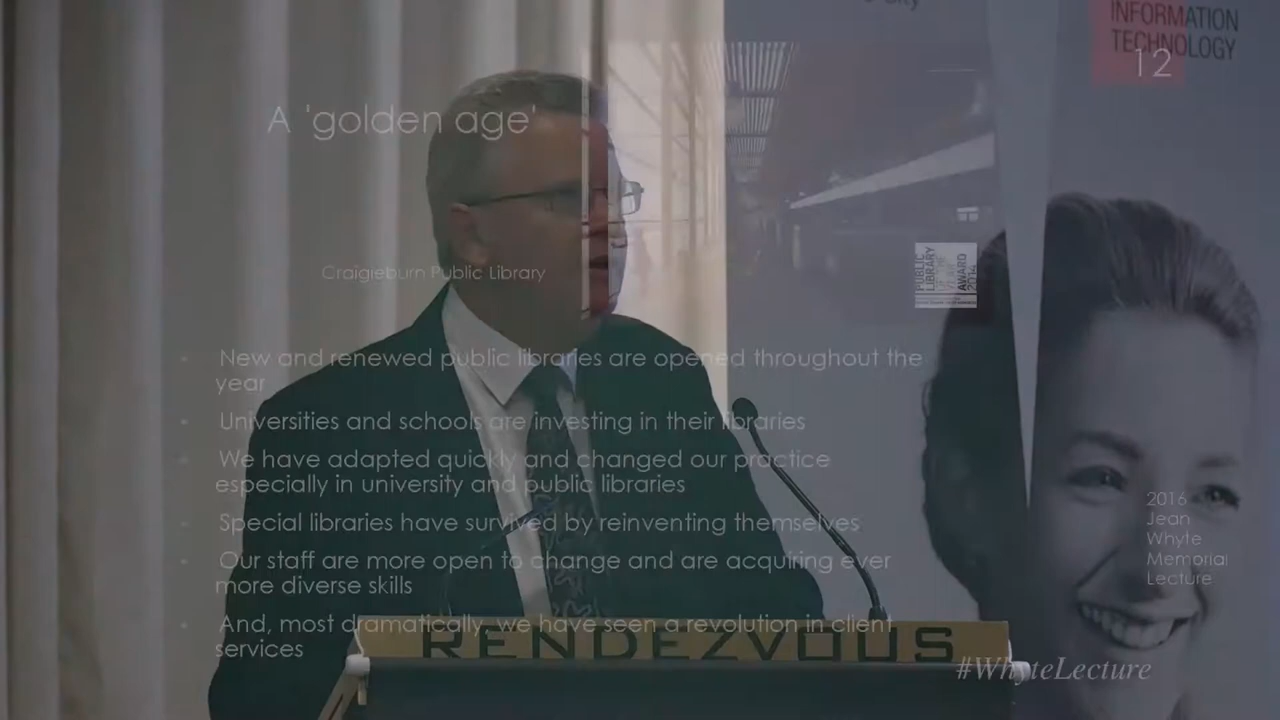 INFORMATION
TECHNOLOGY
12
A 'golden age'
Craigieburn Public Library
PUBLIC
LIBRARY
AWARD
2014
New and renewed public libraries are opened throughout the
year
Universities and schools are investing in their libraries
We have adapted quickly and changed our practice
especially in university and public libraries
Special libraries have survived by reinventing themselves
Our staff are more open to change and are acquiring ever
more diverse skills
And, most dramatically, we have seen a revolution in client
services
2016
Jean
Whyte
Memorial
Lecture
RENDEZVOUS
#WhyteLecture